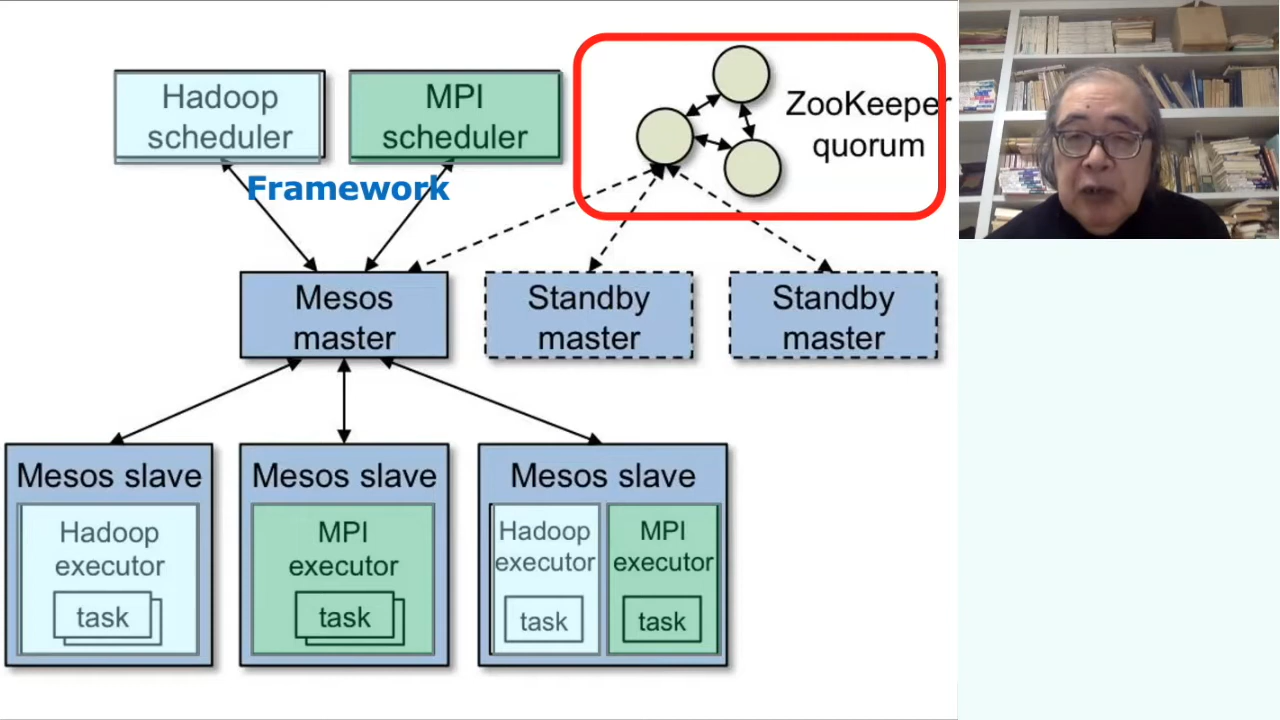 Hadoop
scheduler
MPI
scheduler
ZooKeeper
quorum
Framework
Mesos
master
Standby
master
Standby
master
Mesos slave
Hadoop
executor
task
Mesos slave
MPI
executor
task
Mesos slave
Hadoop
executor
task
MPI
executor
task